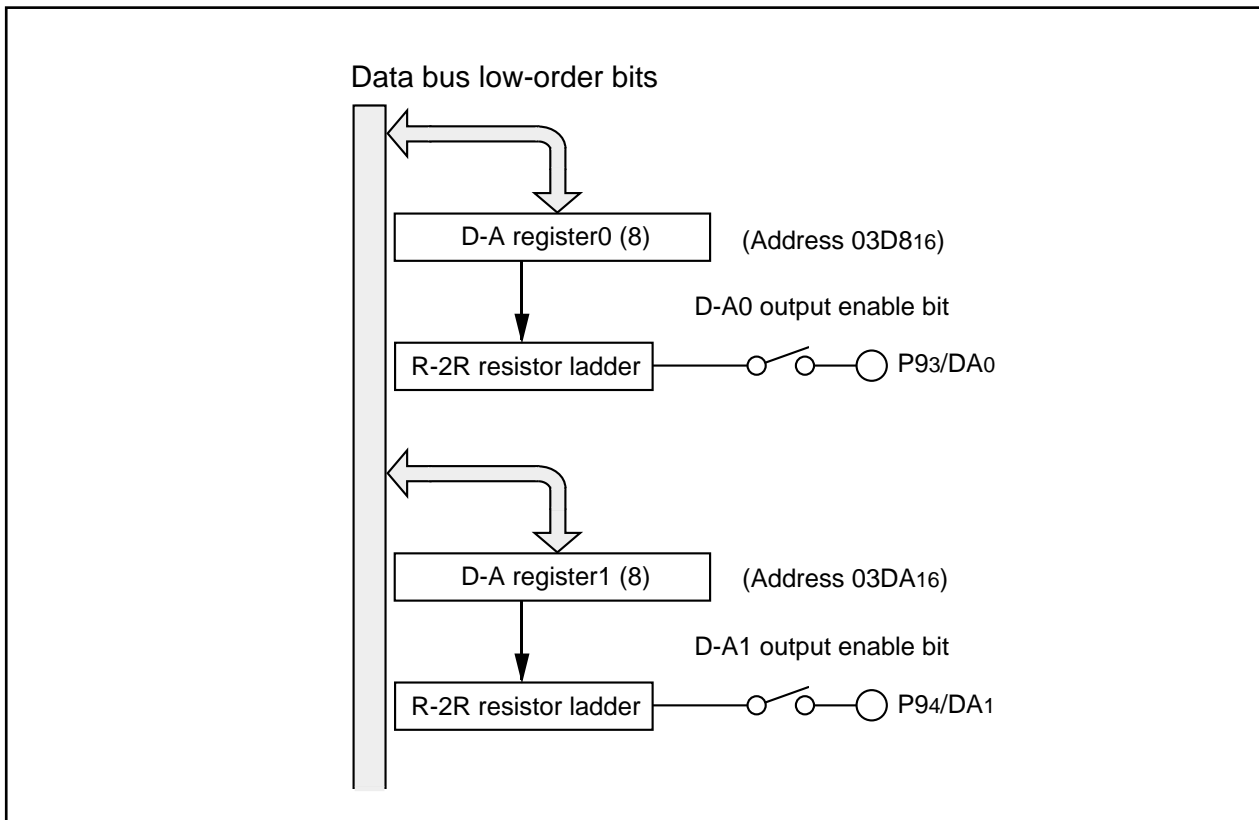 Data bus low-order bits
D-A register0 (8)
(Address 03D816)
D-A0 output enable bit
R-2R resistor ladder
P93/DA0
D-A register1 (8)
(Address 03DA16)
D-A1 output enable bit
R-2R resistor ladder
P94/DA1